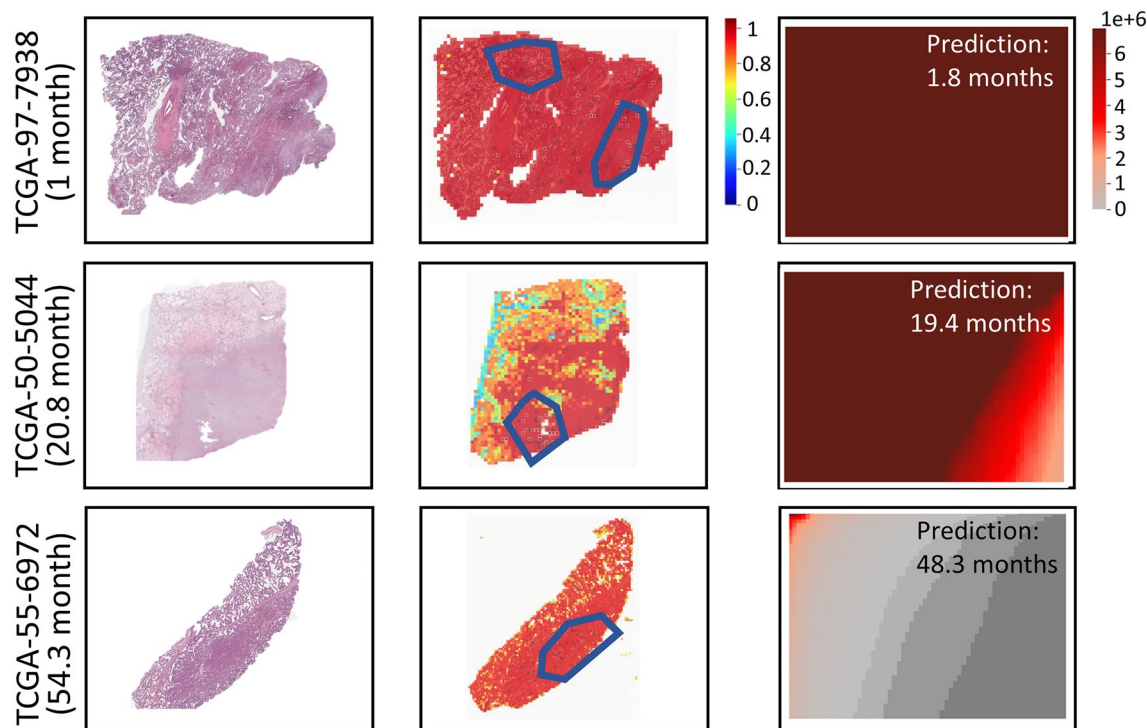 TCGA-97-7938
(1 month)
1
0.8
0.6
0.4
0.2
0
Prediction:
1.8 months
1e+6
6
5
4
3
2
1
0
TCGA-50-5044
(20.8 month)
Prediction:
19.4 months
TCGA-55-6972
(54.3 month)
Prediction:
48.3 months